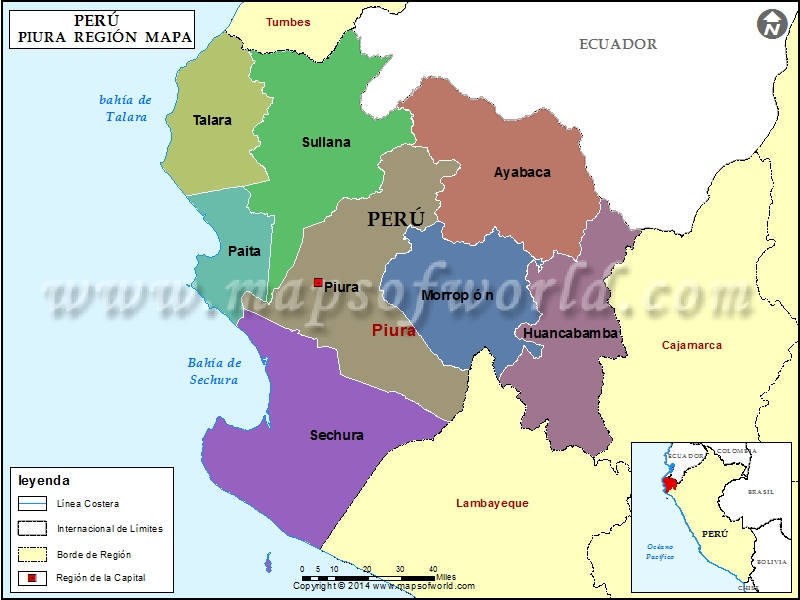 PERÚ
PIURA REGIÓN MAPA
Tumbes
ECUADOR
N
bahía de
Talara
Talara
Sullana
Ayabaca
PERÚ
Paita
Piura
Morropón
www.mapsofworld.com
Piura
Huancabamba
Cajamarca
Bahía de
Sechura
Sechura
Lambayeque
leyenda
Línea Costera
Internacional de Límites
Borde de Región
Región de la Capital
0 5 10 20 30 40
Miles
Copyright © 2014 www.mapsofworld.com
ECUADOR
COLOMBIA
BRASIL
PERÚ
Océano
Pacífico
BOLIVIA
CHILE